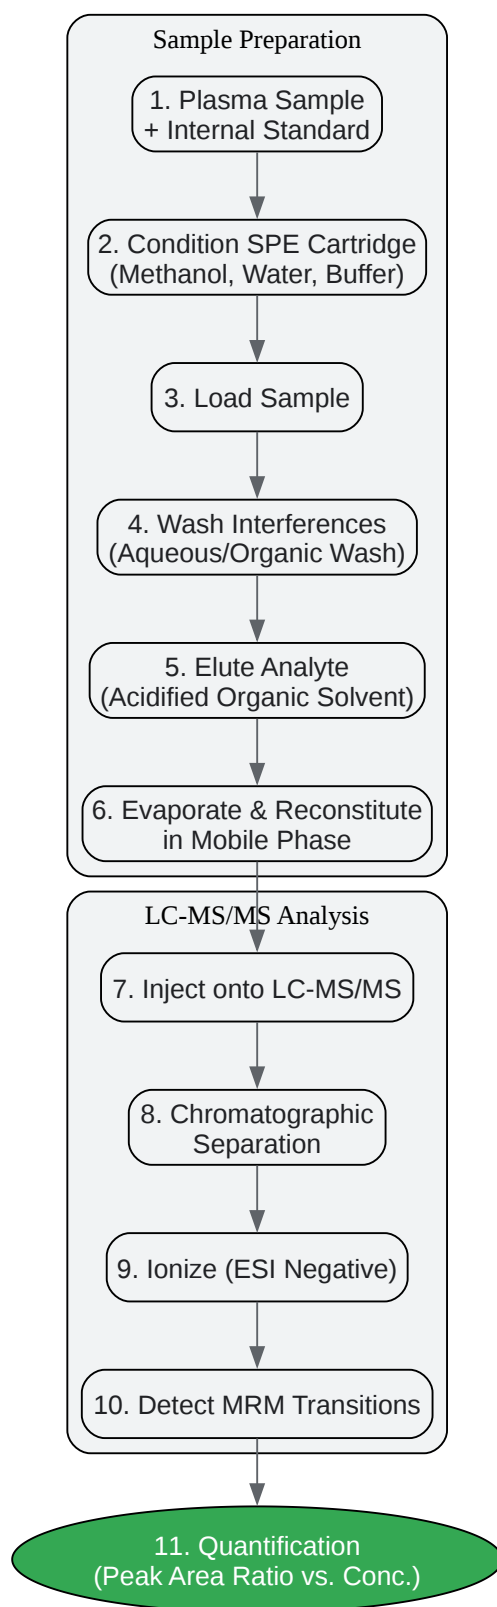 Sample Preparation
1. Plasma Sample
+ Internal Standard
2. Condition SPE Cartridge
(Methanol, Water, Buffer)
3. Load Sample
4. Wash Interferences
(Aqueous/Organic Wash)
5. Elute Analyte
(Acidified Organic Solvent)
6. Evaporate & Reconstitute
in Mobile Phase
LC-MS/MS Analysis
7. Inject onto LC-MS/MS
8. Chromatographic
Separation
9. Ionize (ESI Negative)
10. Detect MRM Transitions
11. Quantification
(Peak Area Ratio vs. Conc.)